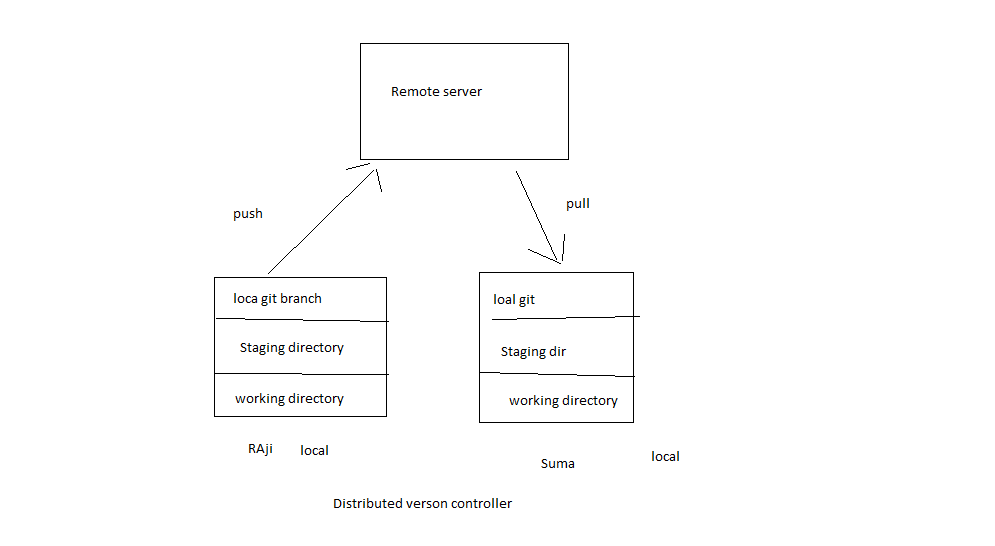 Remote server
push
pull
loca git branch
Staging directory
working directory
RAji local
loal git
Staging dir
working directory
Suma
local
Distributed verson controller